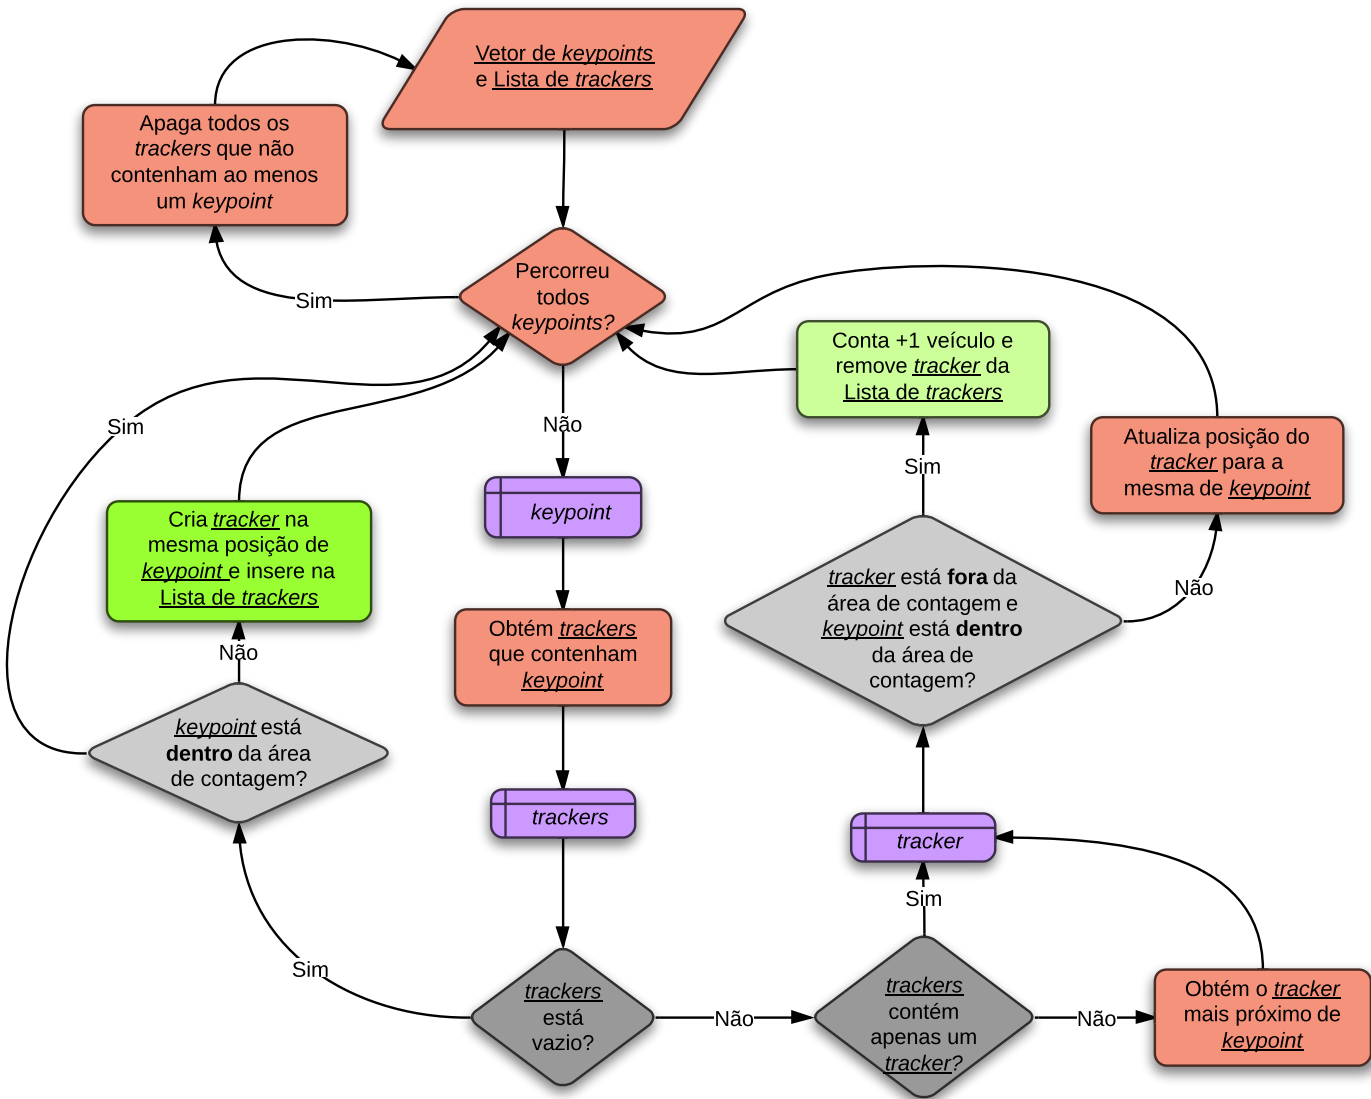 Vetor de keypoints
e Lista de trackers
Apaga todos os
trackers que não
contenham ao menos
um keypoint
Percorreu
todos
keypoints?
Sim
Não
Sim
Conta +1 veículo e
remove tracker da
Lista de trackers
Sim
Atualiza posição do
tracker para a
mesma de keypoint
Não
keypoint
Cria tracker na
mesma posição de
keypoint e insere na
Lista de trackers
Não
Obtém trackers
que contenham
keypoint
tracker está fora da
área de contagem e
keypoint está dentro
da área de
contagem?
keypoint está
dentro da área
de contagem?
trackers
tracker
Sim
Sim
trackers
está
vazio?
Não
trackers
contém
apenas um
tracker?
Não
Obtém o tracker
mais próximo de
keypoint